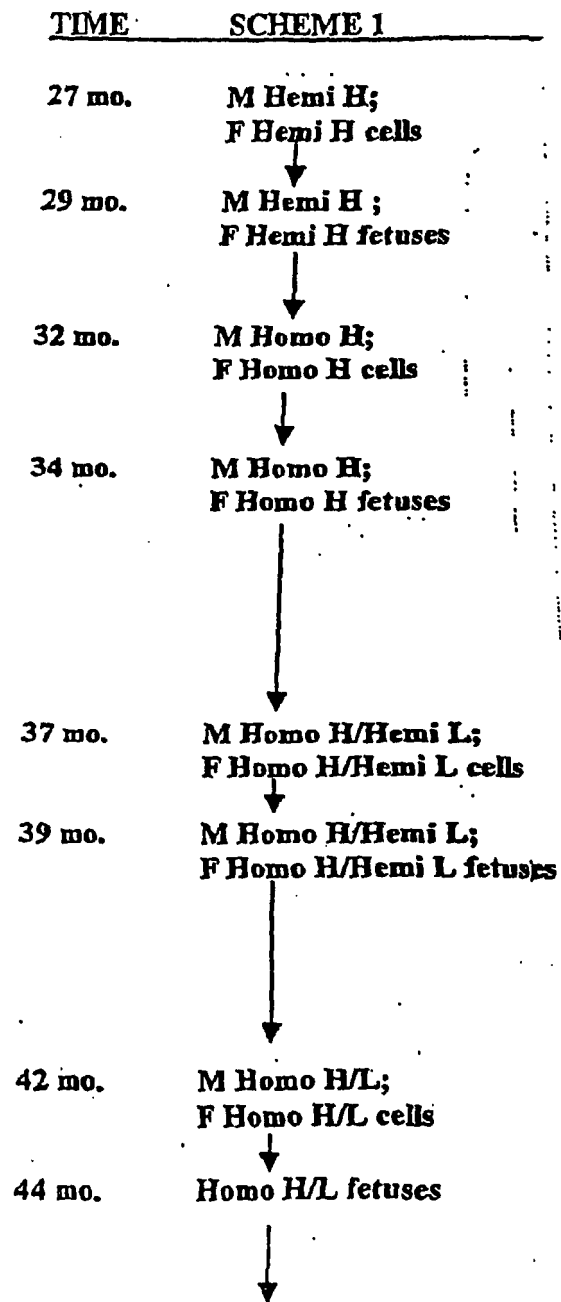 TIME SCHEME 1
27 mo. M Hemi H;
F Hemi H cells
29 mo. M Hemi H ;
F Hemi H fetuses
32 mo. M Homo H;
F Homo H cells
34 mo. M Homo H;
F Homo H fetuses
37 mo. M Homo H/Hemi L;
F Homo H/Hemi L cells
39 mo. M Homo H/Hemi L;
F Homo H/Hemi L fetuses
42 mo. M Homo H/L;
F Homo H/L cells
44 mo. Homo H/L fetuses